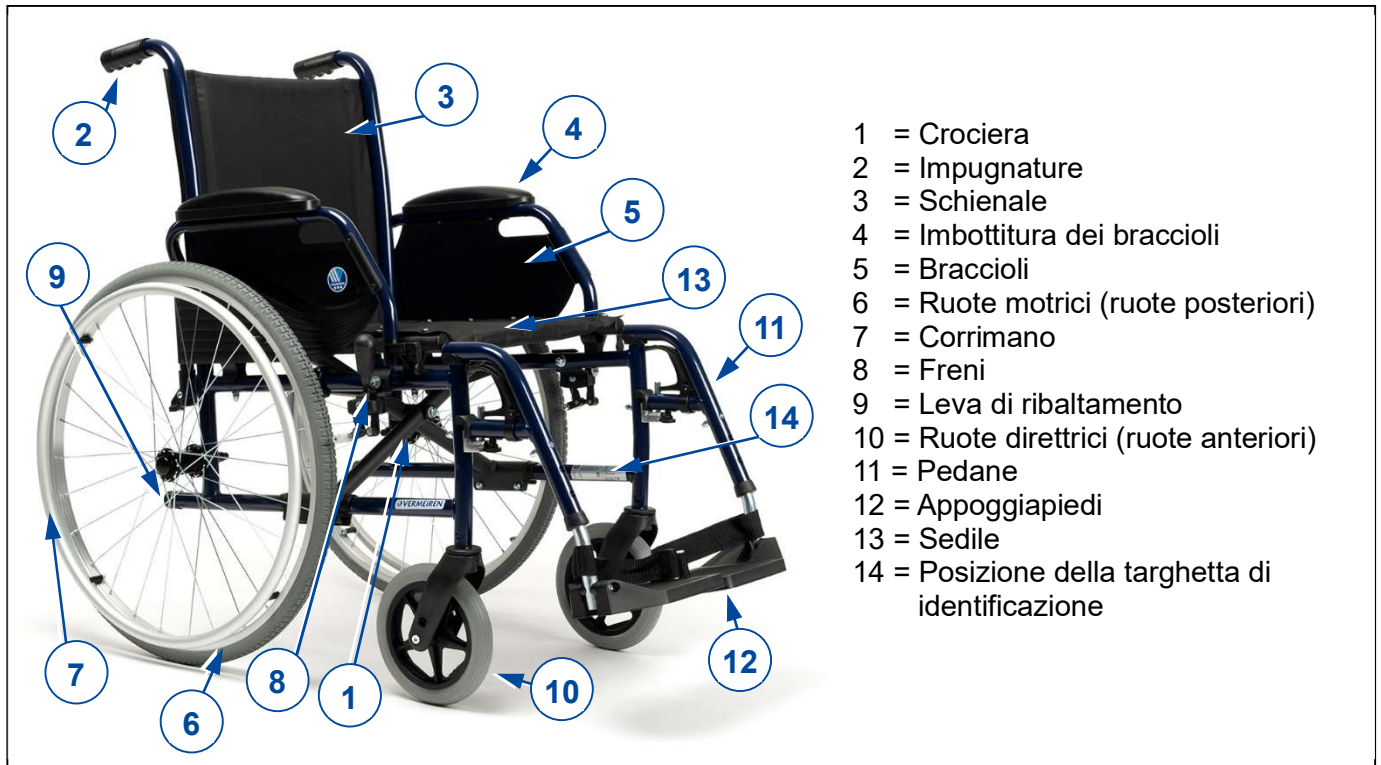 2
3
4
5
9
13
11
14
VERMEIREN
7
6
8
1
10
12
1 = Crociera
2 = Impugnature
3 = Schienale
4 = Imbottitura dei braccioli
5 = Braccioli
6 = Ruote motrici (ruote posteriori)
7 = Corrimano
8 = Freni
9 = Leva di ribaltamento
10 = Ruote direttrici (ruote anteriori)
11 = Pedane
12 = Appoggiapiedi
13 = Sedile
14 = Posizione della targhetta di
identificazione